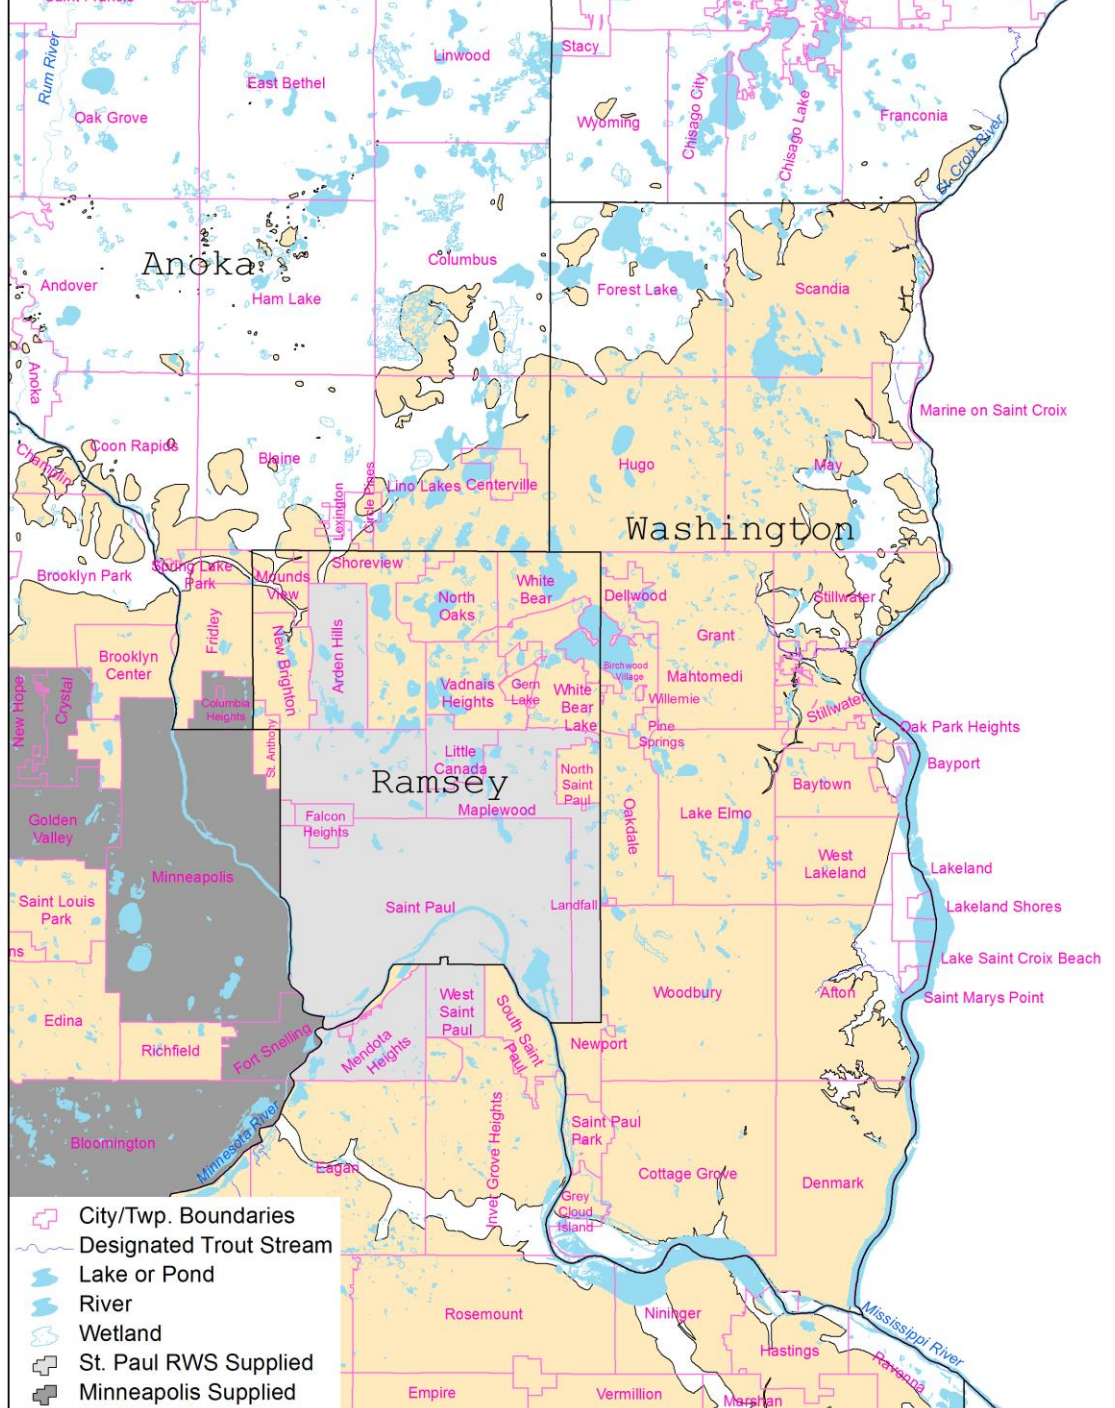 Saint Francis
Linwood
Stacy
Rum River
East Bethel
Oak Grove
Wyoming
Chisago City
Chisago Lake
Franconia
St. Croix River
Anoka
Columbus
Andover
Ham Lake
Forest Lake
Scandia
Anoka
Marine on Saint Croix
Coon Rapids
Champlin
Blaine
Hugo
May
Lexington
Circle Pines
Lino Lakes
Centerville
Washington
Brooklyn Park
Spring Lake
Park
Mounds
View
Shoreview
North
Oaks
White
Bear
Dellwood
Stillwater
Fridley
New Brighton
Arden Hills
Grant
Brooklyn
Center
New Hope
Crystal
Columbia
Heights
Vadnais
Heights
Gem
Lake
White
Bear
Lake
Birchwood
Village
Mahtomedi
Willernie
Pine
Springs
Stillwater
Oak Park Heights
Bayport
St. Anthony
Little
Canada
Ramsey
North
Saint
Paul
Maplewood
Baytown
Golden
Valley
Falcon
Heights
Oakdale
Lake Elmo
Minneapolis
West
Lakeland
Lakeland
Saint Louis
Park
Saint Paul
Landfall
Lakeland Shores
ns
Lake Saint Croix Beach
Edina
West
Saint
Paul
South Saint
Paul
Woodbury
Afton
Saint Marys Point
Richfield
Fort Snelling
Mendota
Heights
Newport
Bloomington
Minnesota River
Eagan
Inver Grove Heights
Saint Paul
Park
Cottage Grove
Denmark
Grey
Cloud
Island
City/Twp. Boundaries
Designated Trout Stream
Lake or Pond
River
Wetland
St. Paul RWS Supplied
Minneapolis Supplied
Rosemount
Nininger
Hastings
Mississippi River
Ravenna
Empire
Vermillion
Marshan